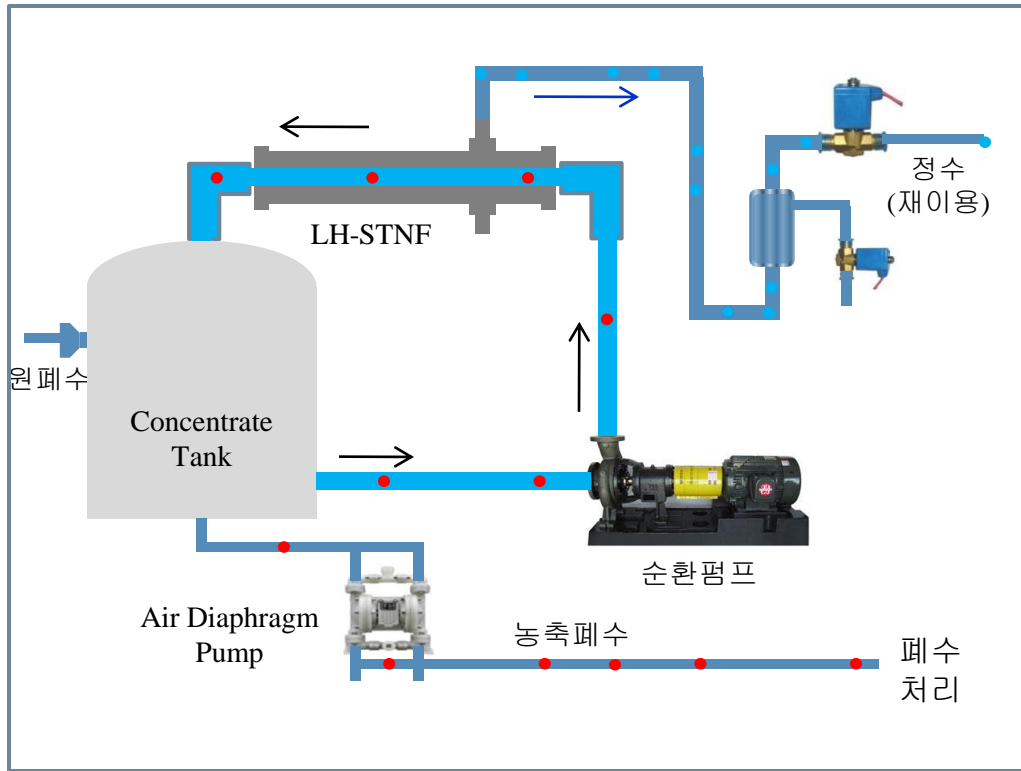 정수
(재이용)
LH-STNF
원폐수
Concentrate
Tank
순환펌프
Air Diaphragm
Pump
농축폐수
폐수
처리